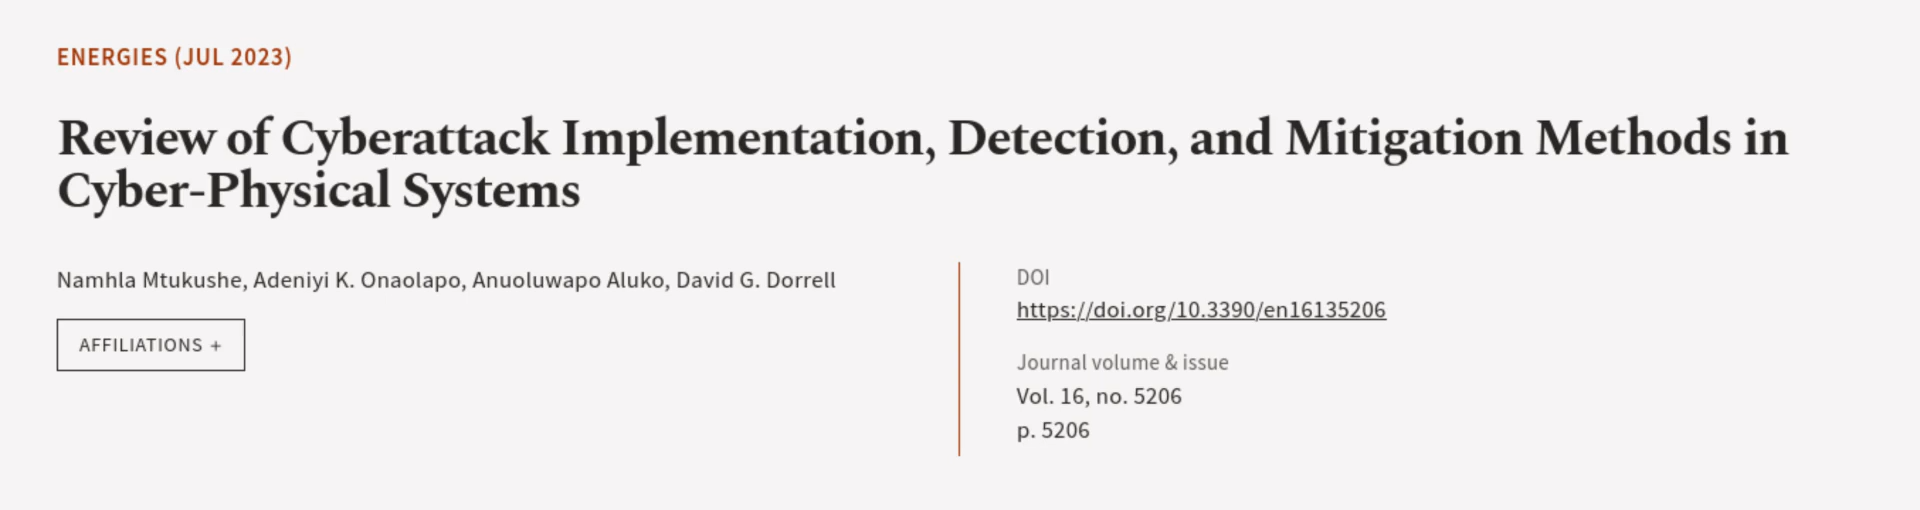 ENERGIES (JUL 2023)
Review of Cyberattack Implementation, Detection, and Mitigation Methods in
Cyber-Physical Systems
Namhla Mtukushe, Adeniyi K. Onaolapo, Anuoluwapo Aluko, David G. Dorrell
AFFILIATIONS +
DOI
https://doi.org/10.3390/en16135206
Journal volume & issue
Vol. 16, no. 5206
p. 5206